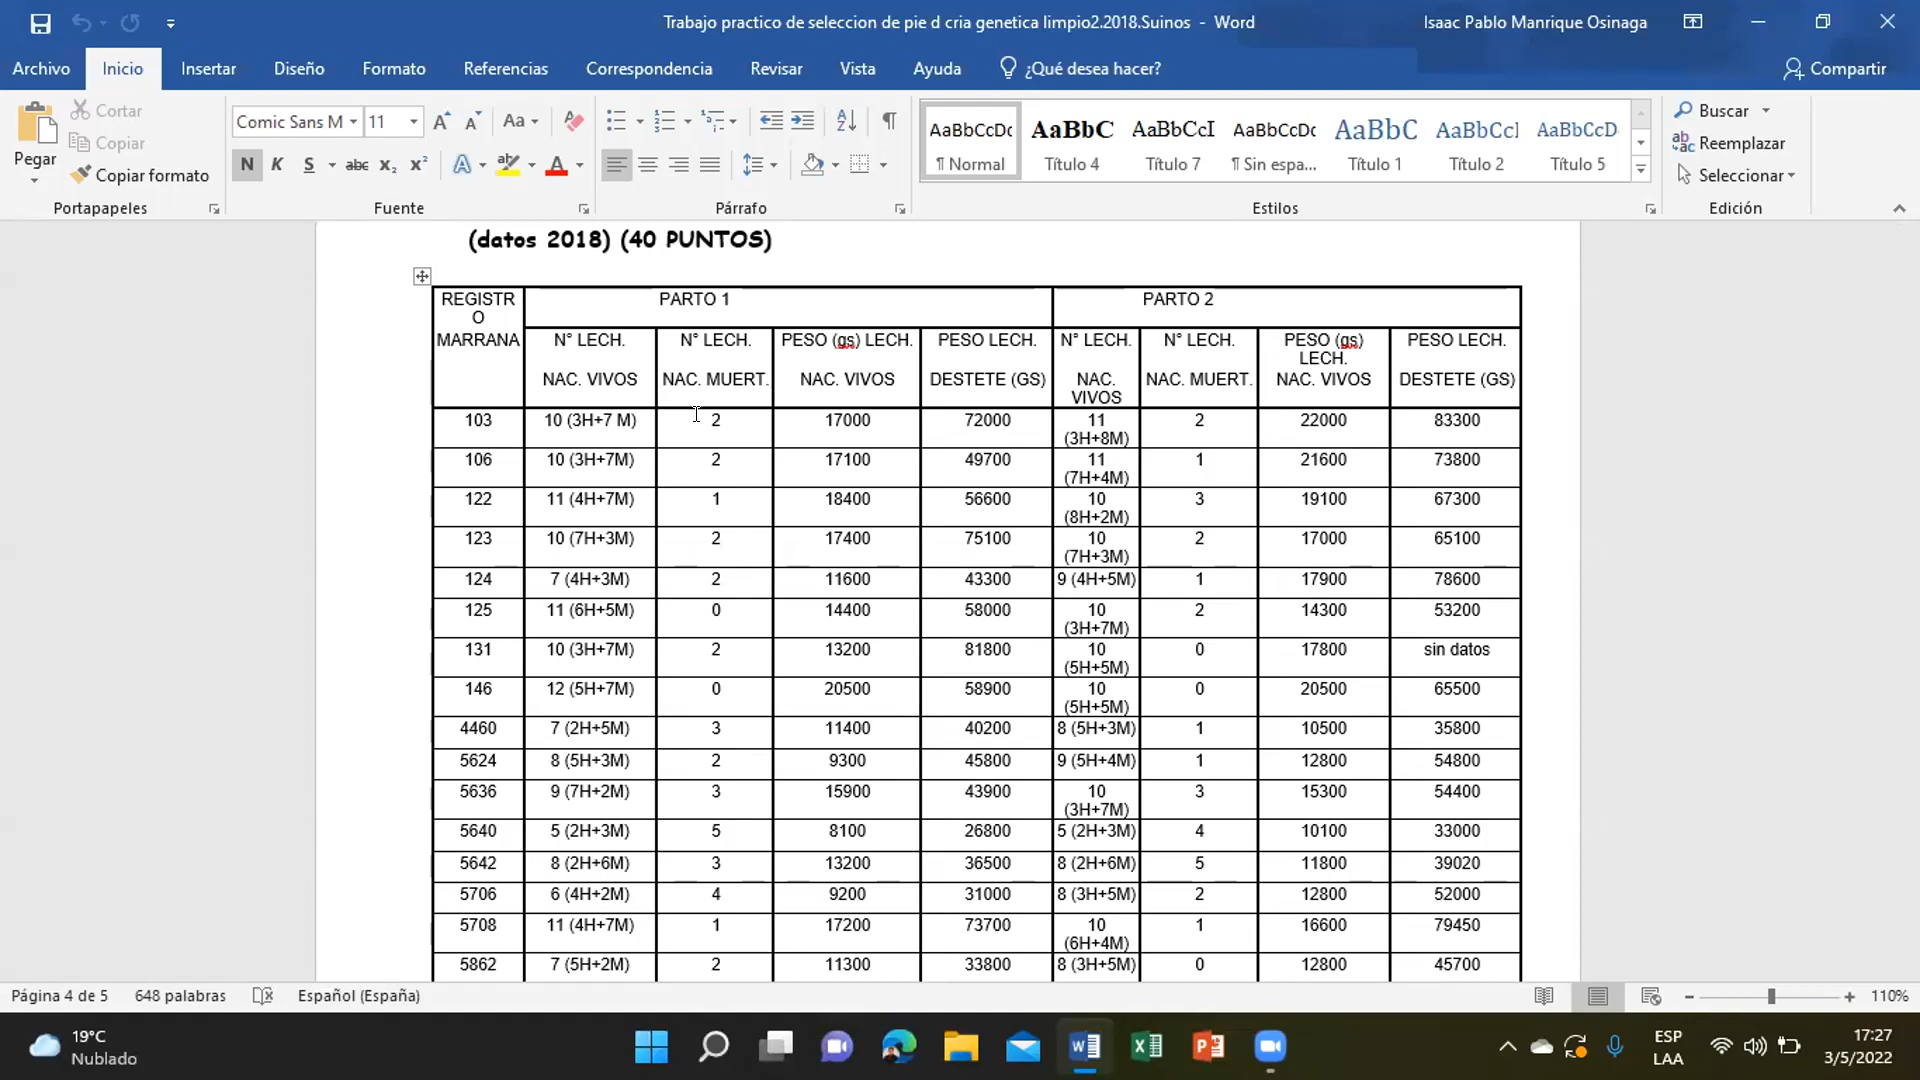 Trabajo practico de seleccion de pie d cria genetica limpio2.2018.Suinos - Word
Isaac Pablo Manrique Osinaga
Archivo Inicio Insertar Diseño Formato Referencias Correspondencia Revisar Vista Ayuda ¿Qué desea hacer? Compartir
Pegar
Cortar
Copiar
Copiar formato
Portapapeles
Comic Sans M 11
Aa
N K S abc x₂ x²
Fuente
Párrafo
AaBbCcDc AaBbC AaBbCcI AaBbCcDc AaBbC AaBbCcI AaBbCcD
¶ Normal Título 4 Título 7 ¶ Sin espa... Título 1 Título 2 Título 5
Estilos
Buscar
Reemplazar
Seleccionar
Edición
(datos 2018) (40 PUNTOS)
REGISTR
O
MARRANA
PARTO 1 PARTO 2
N° LECH.
NAC. VIVOS
N° LECH.
NAC. MUERT.
PESO (gs) LECH.
NAC. VIVOS
PESO LECH.
DESTETE (GS)
N° LECH.
NAC.
VIVOS
N° LECH.
NAC. MUERT.
PESO (gs)
LECH.
NAC. VIVOS
PESO LECH.
DESTETE (GS)
103 10 (3H+7 M) 2 17000 72000 11 (3H+8M) 2 22000 83300
106 10 (3H+7M) 2 17100 49700 11 (7H+4M) 1 21600 73800
122 11 (4H+7M) 1 18400 56600 10 (8H+2M) 3 19100 67300
123 10 (7H+3M) 2 17400 75100 10 (7H+3M) 2 17000 65100
124 7 (4H+3M) 2 11600 43300 9 (4H+5M) 1 17900 78600
125 11 (6H+5M) 0 14400 58000 10 (3H+7M) 2 14300 53200
131 10 (3H+7M) 2 13200 81800 10 (5H+5M) 0 17800 sin datos
146 12 (5H+7M) 0 20500 58900 10 (5H+5M) 0 20500 65500
4460 7 (2H+5M) 3 11400 40200 8 (5H+3M) 1 10500 35800
5624 8 (5H+3M) 2 9300 45800 9 (5H+4M) 1 12800 54800
5636 9 (7H+2M) 3 15900 43900 10 (3H+7M) 3 15300 54400
5640 5 (2H+3M) 5 8100 26800 5 (2H+3M) 4 10100 33000
5642 8 (2H+6M) 3 13200 36500 8 (2H+6M) 5 11800 39020
5706 6 (4H+2M) 4 9200 31000 8 (3H+5M) 2 12800 52000
5708 11 (4H+7M) 1 17200 73700 10 (6H+4M) 1 16600 79450
5862 7 (5H+2M) 2 11300 33800 8 (3H+5M) 0 12800 45700
Página 4 de 5 648 palabras Español (España) 110%
19°C
Nublado
ESP
LAA
17:27
3/5/2022